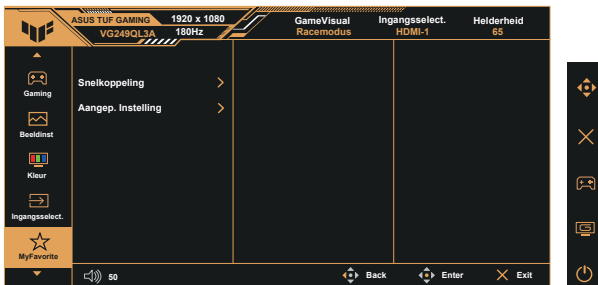 ASUS TUF GAMING 1920 x 1080
VG249QL3A 180Hz
GameVisual Ingangsselect. Helderheid
Racemodus HDMI-1 65
Gaming
Beeldinst
Kleur
Ingangsselect.
MyFavorite
Snelkoppeling
Aangep. Instelling
50 Back Enter Exit